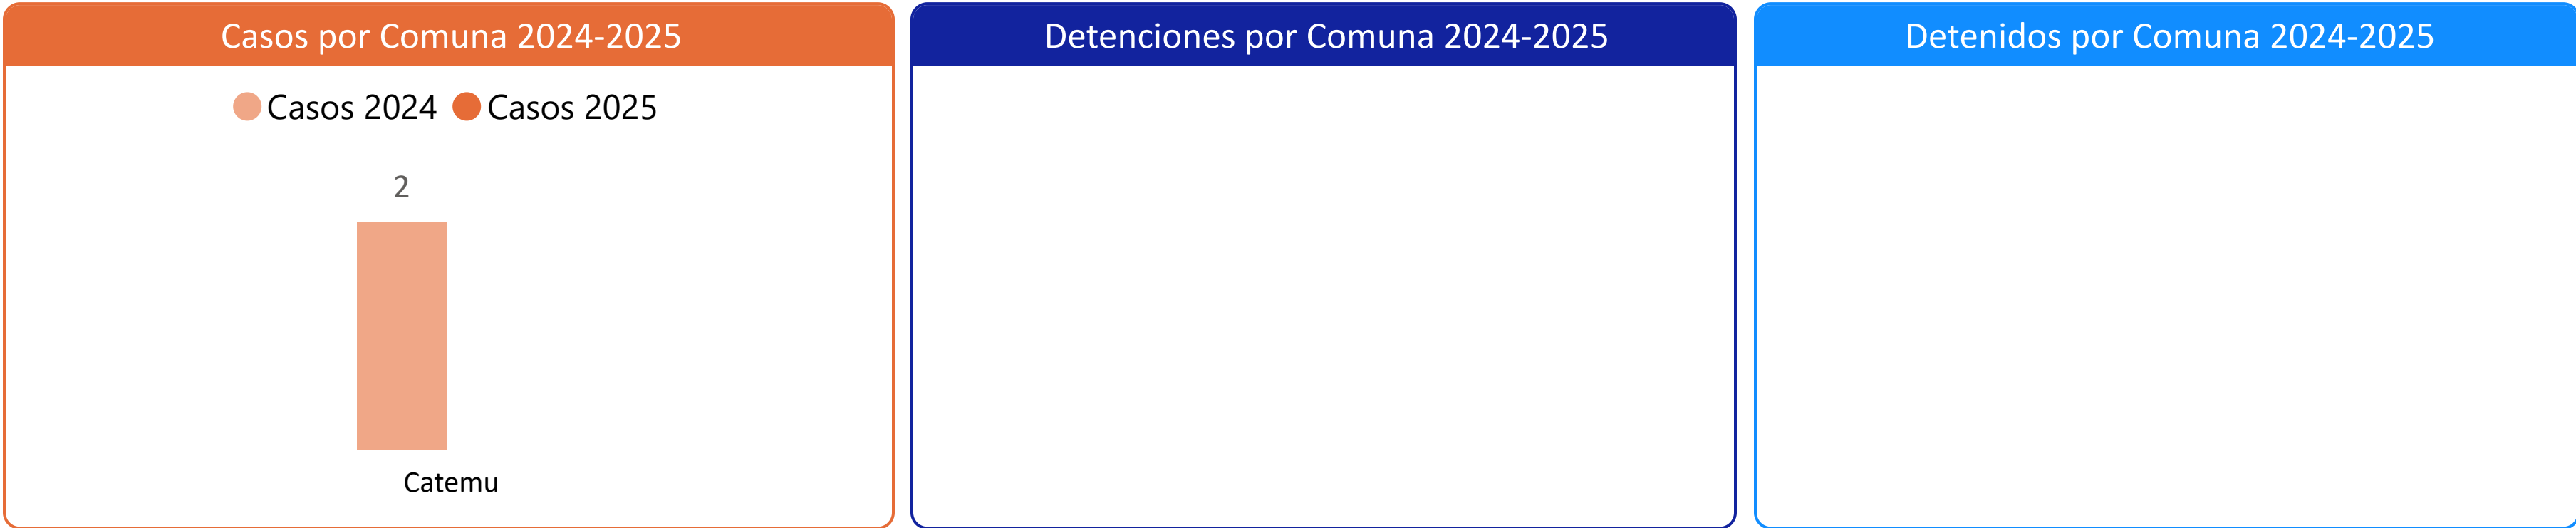 Casos por Comuna 2024-2025
Casos 2024 Casos 2025
2
Catemu
Detenciones por Comuna 2024-2025
Detenidos por Comuna 2024-2025